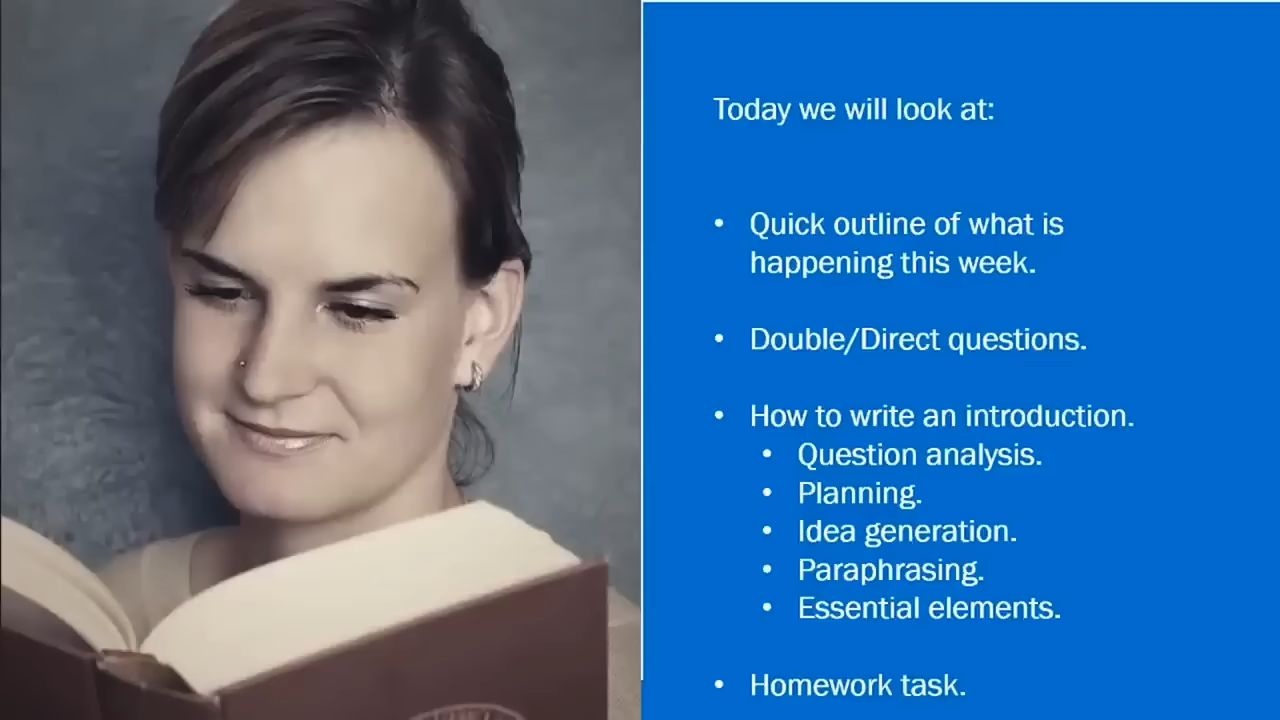 Today we will look at:
• Quick outline of what is
happening this week.
• Double/Direct questions.
• How to write an introduction.
• Question analysis.
• Planning.
• Idea generation.
• Paraphrasing.
• Essential elements.
• Homework task.